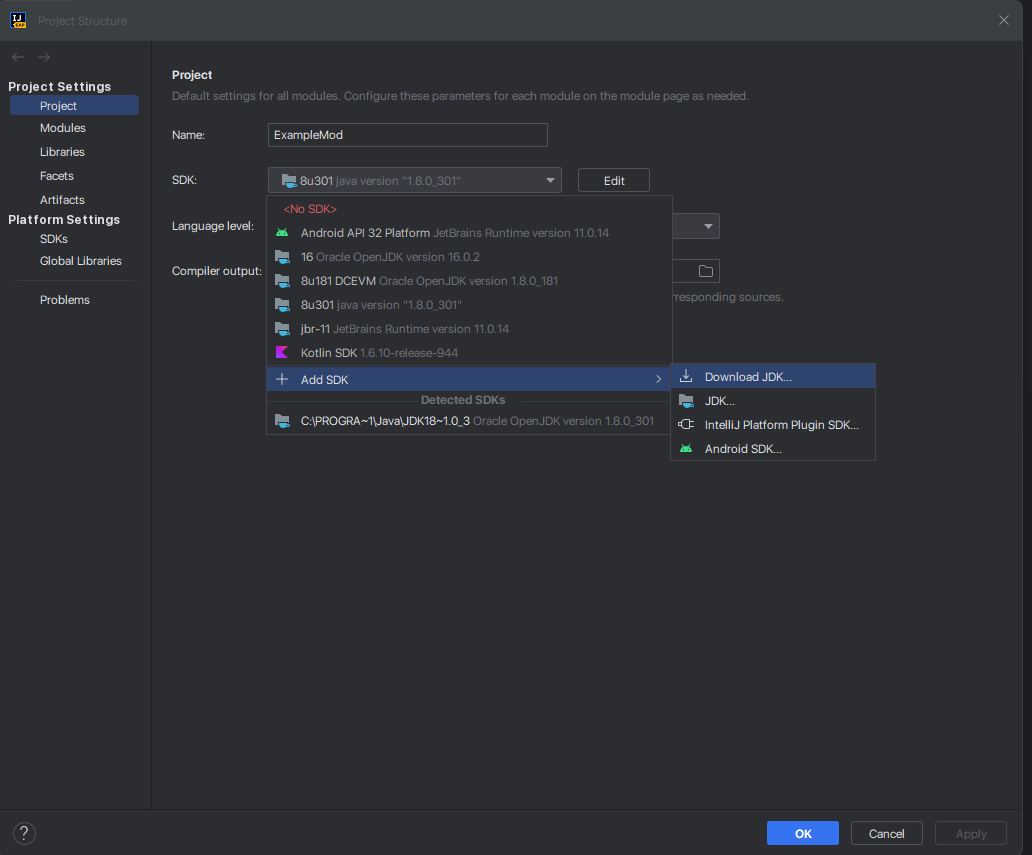 Project Structure
Project Settings
Project
Modules
Libraries
Facets
Artifacts
Platform Settings
SDKs
Global Libraries
Problems
Project
Default settings for all modules. Configure these parameters for each module on the module page as needed.
Name: ExampleMod
SDK: 8u301 java version "1.8.0_301" Edit
<No SDK>
Language level:
Android API 32 Platform JetBrains Runtime version 11.0.14
16 Oracle OpenJDK version 16.0.2
Compiler output:
8u181 DCEVM Oracle OpenJDK version 1.8.0_181
rresponding sources.
8u301 java version "1.8.0_301"
jbr-11 JetBrains Runtime version 11.0.14
Kotlin SDK 1.6.10-release-944
Add SDK
Detected SDKs
C:\PROGRA~1\Java\JDK18~1.0_3 Oracle OpenJDK version 1.8.0_301
Download JDK...
JDK...
IntelliJ Platform Plugin SDK...
Android SDK...
?
OK Cancel Apply